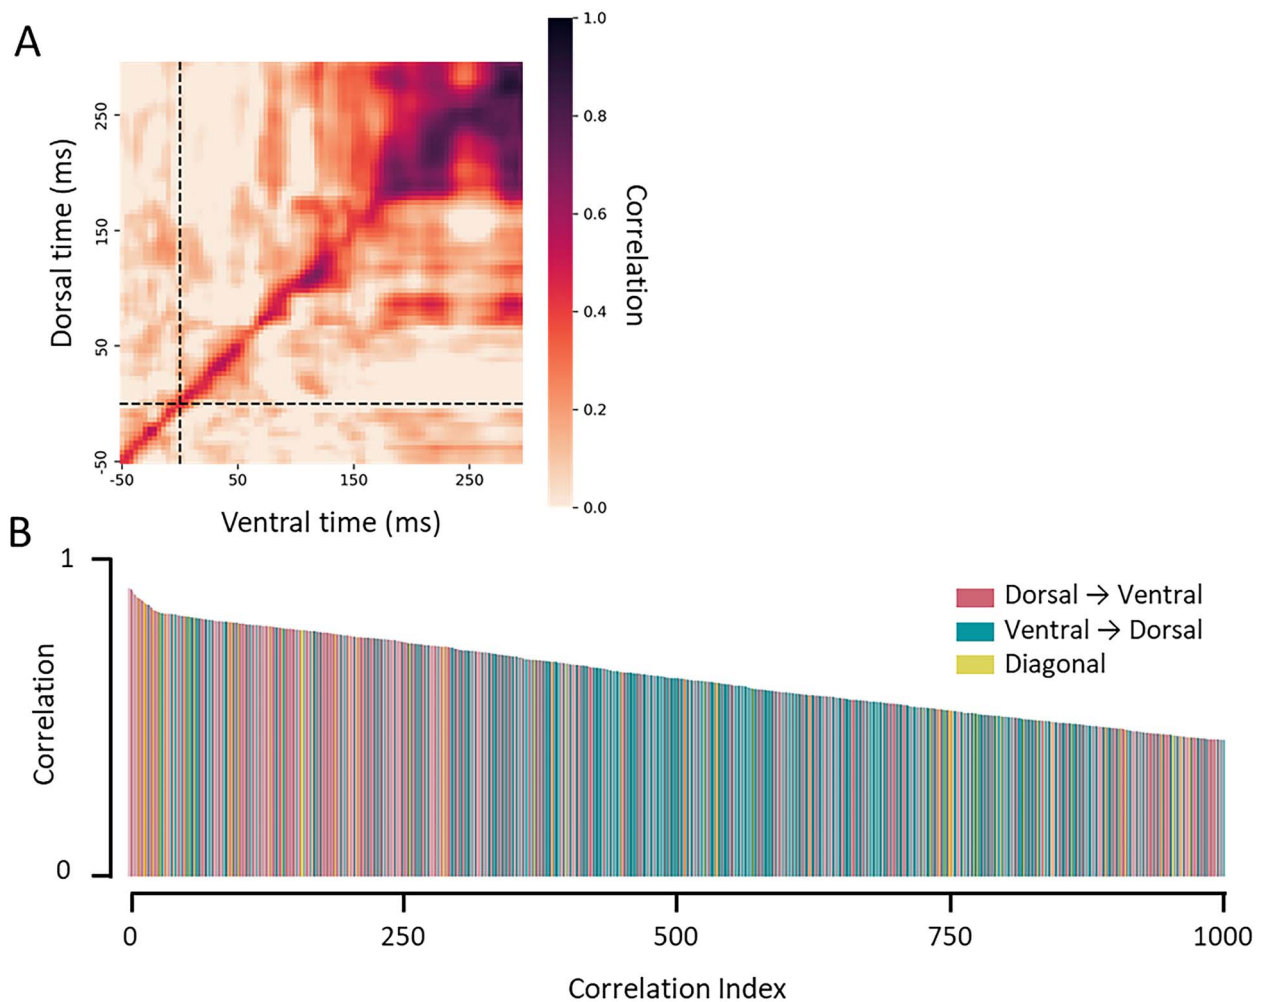 A
1.0
0.8
0.6
0.4
0.2
0.0
Correlation
Dorsal time (ms)
250
150
50
-50
-50
50
150
250
Ventral time (ms)
B
1
0
Correlation
Dorsal → Ventral
Ventral → Dorsal
Diagonal
0
250
500
750
1000
Correlation Index